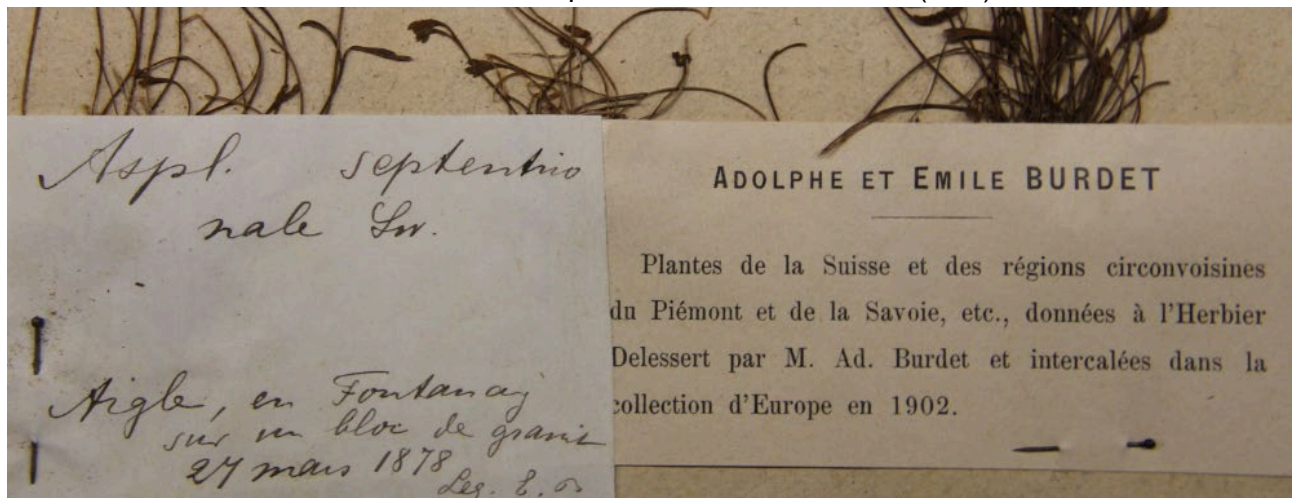 Aspl. septentrio
nale Sw.
Aigle, en Fontanay
sur un bloc de granit
27 mars 1878
Leg. E.
ADOLPHE ET EMILE BURDET
Plantes de la Suisse et des régions circonvoisines
du Piémont et de la Savoie, etc., données à l'Herbier
Delessert par M. Ad. Burdet et intercalées dans la
collection d'Europe en 1902.